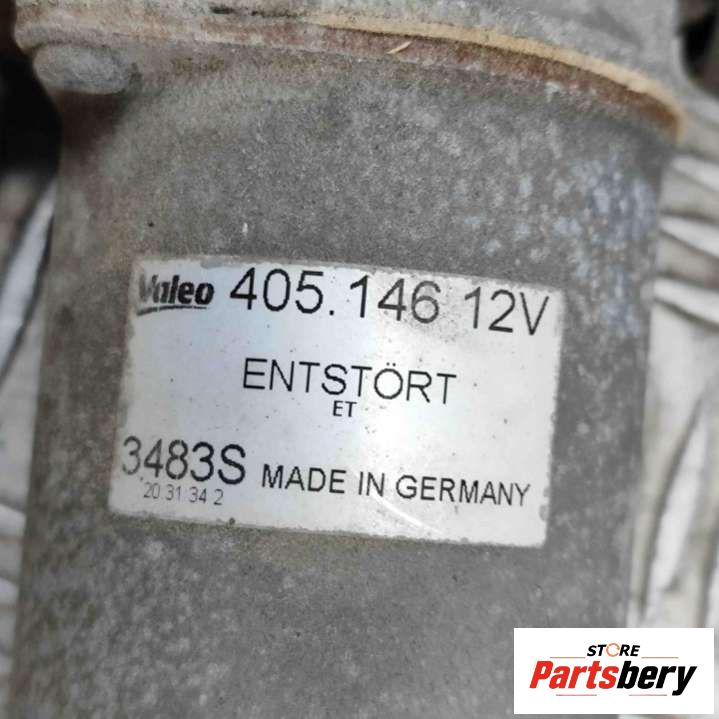 Valeo 405.146 12V
ENTSTÖRT
ET
3483S MADE IN GERMANY
20 31 34 2
STORE
Partsbery